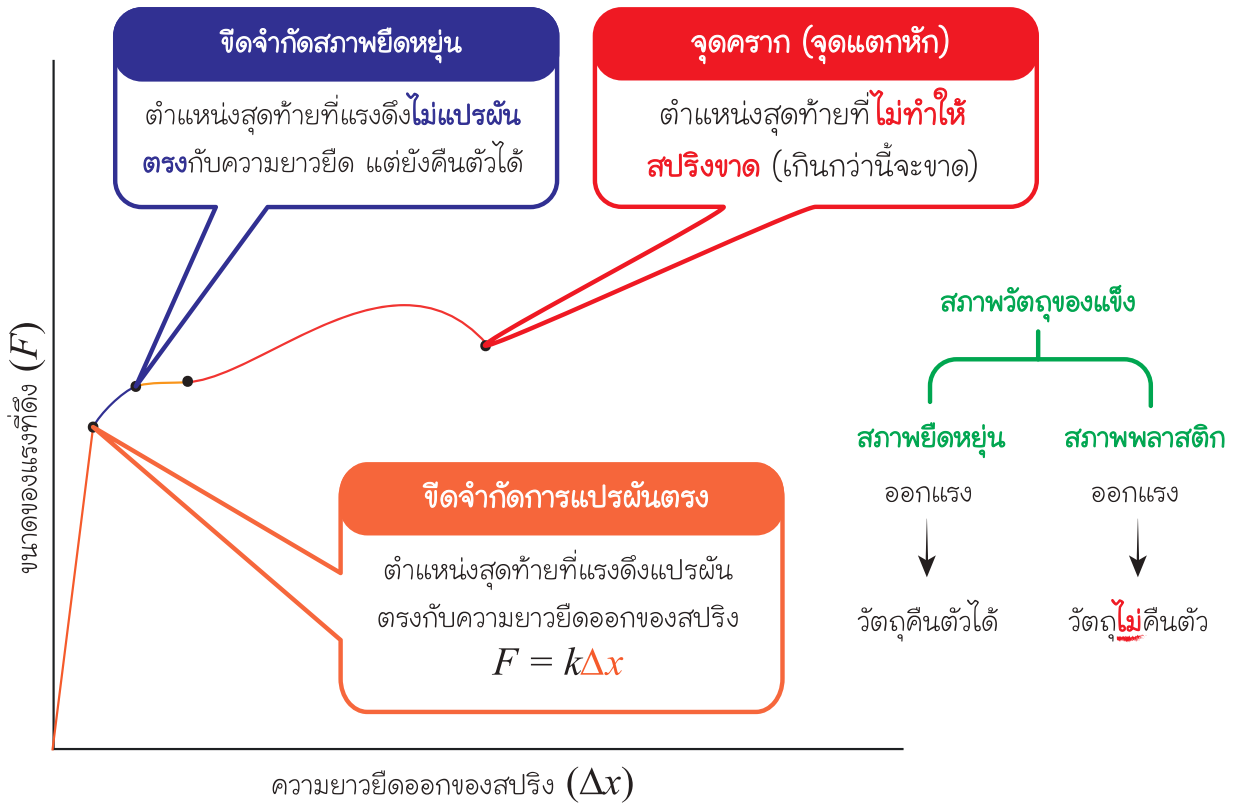 ขีดจำกัดสภาพยืดหยุ่น
ตำแหน่งสุดท้ายที่แรงดึงไม่แปรผัน
ตรงกับความยาวยืด แต่ยังคืนตัวได้
จุดคราก (จุดแตกหัก)
ตำแหน่งสุดท้ายที่ไม่ทำให้
สปริงขาด (เกินกว่านี้จะขาด)
ขนาดของแรงที่ดึง (F)
ขีดจำกัดการแปรผันตรง
ตำแหน่งสุดท้ายที่แรงดึงแปรผัน
ตรงกับความยาวยืดออกของสปริง
F = kΔx
สภาพวัตถุของแข็ง
สภาพยืดหยุ่น
ออกแรง
วัตถุคืนตัวได้
สภาพพลาสติก
ออกแรง
วัตถุไม่คืนตัว
ความยาวยืดออกของสปริง (Δx)